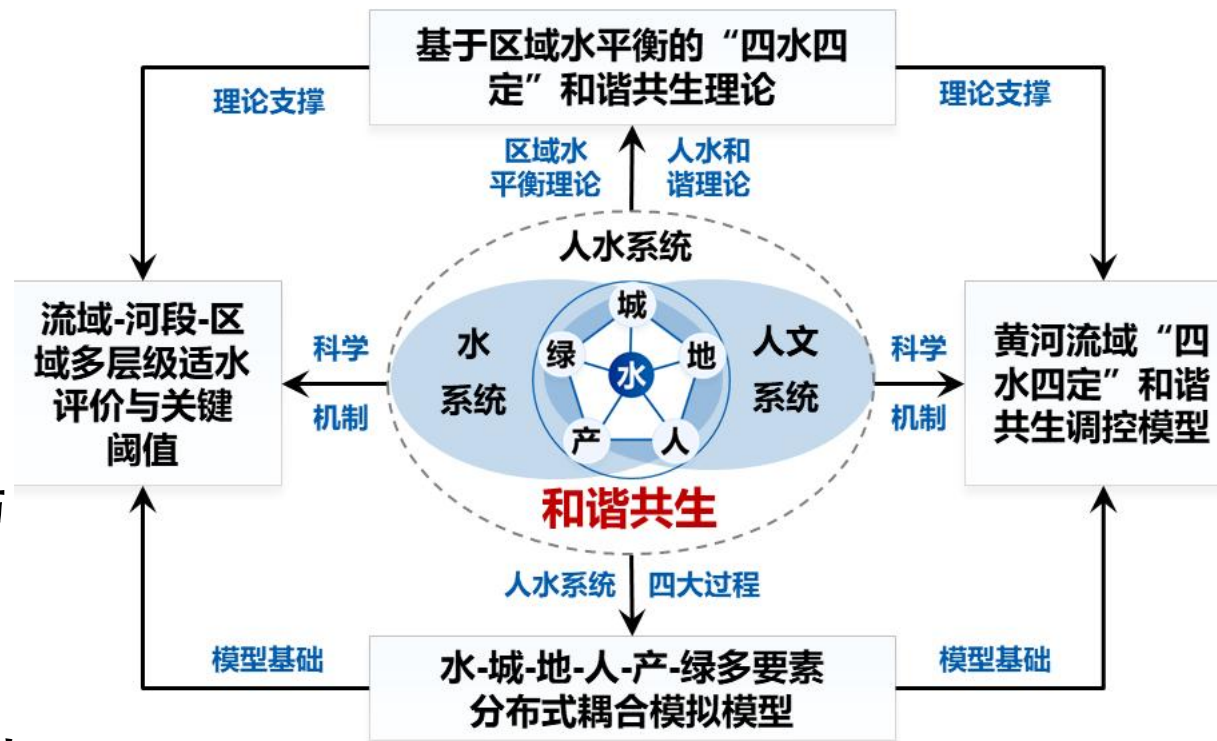 基于区域水平衡的“四水四
定”和谐共生理论
理论支撑
理论支撑
区域水
平衡理论
人水和
谐理论
人水系统
流域-河段-区
域多层级适水
评价与关键
阈值
科学
机制
水
系统
城
绿
水
地
产
人
人文
系统
科学
机制
黄河流域“四
水四定”和谐
共生调控模型
和谐共生
人水系统
四大过程
模型基础
水-城-地-人-产-绿多要素
分布式耦合模拟模型
模型基础